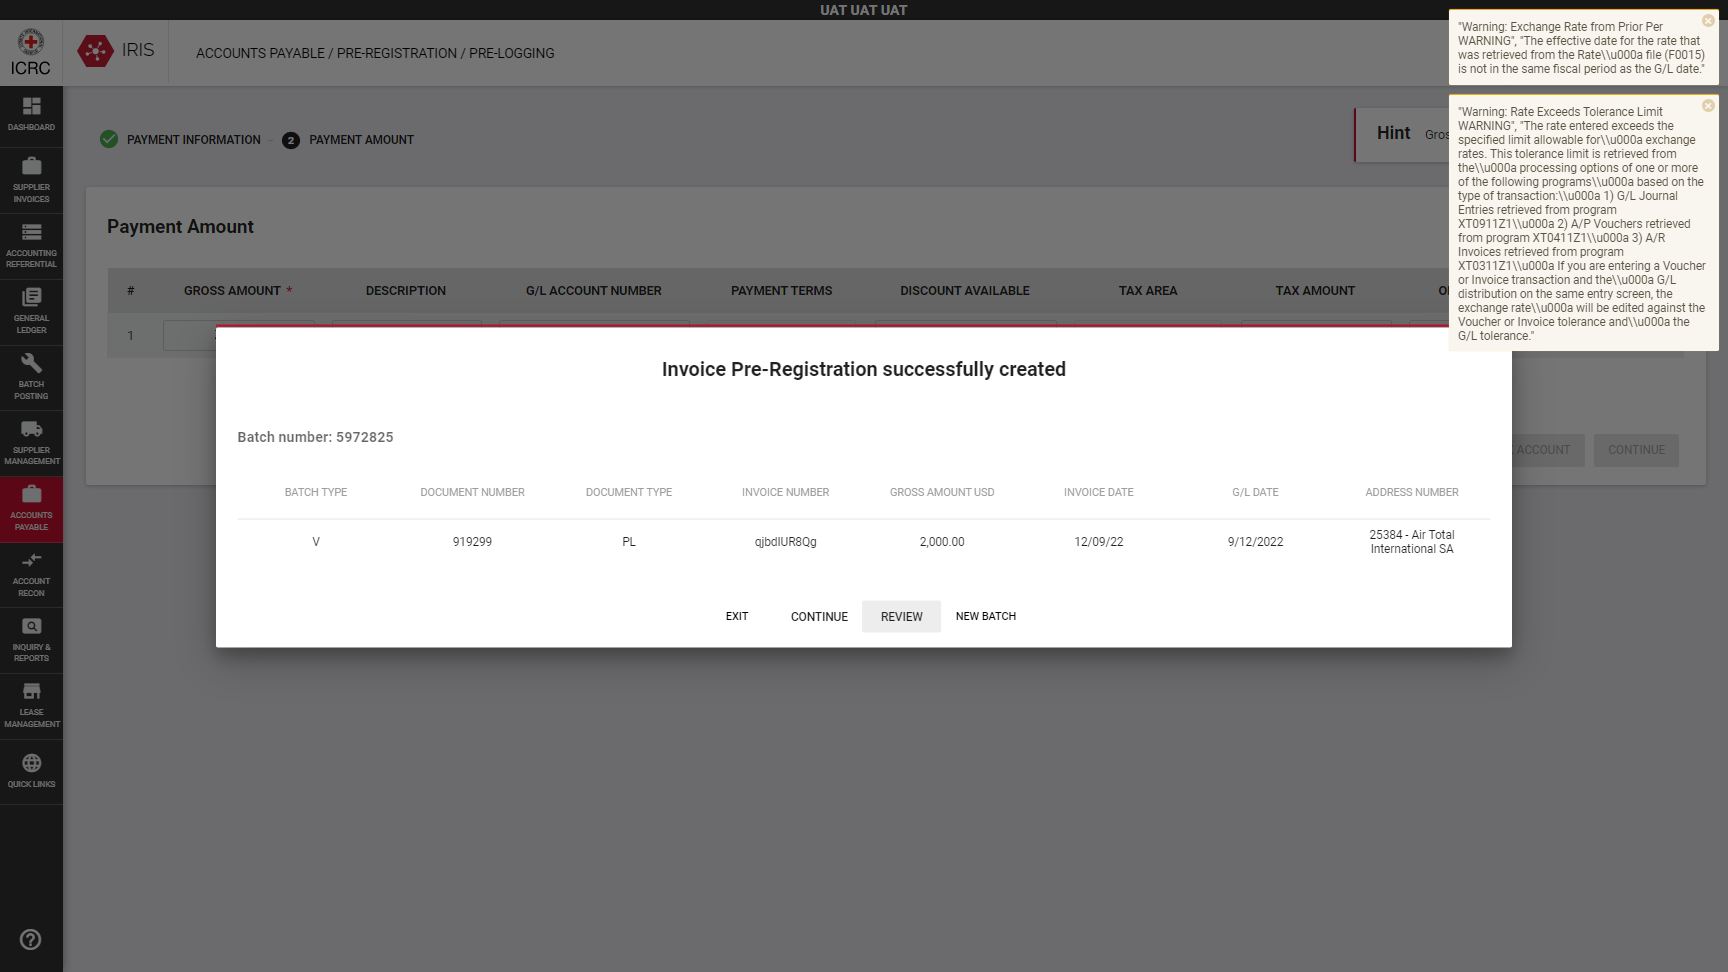 UAT UAT UAT
ICRC
IRIS
ACCOUNTS PAYABLE / PRE-REGISTRATION / PRE-LOGGING
DASHBOARD
SUPPLIER
INVOICES
ACCOUNTING
REFERENTIAL
GENERAL
LEDGER
BATCH
POSTING
SUPPLIER
MANAGEMENT
ACCOUNTS
PAYABLE
ACCOUNT
RECON
INQUIRY &
REPORTS
LEASE
MANAGEMENT
QUICK LINKS
PAYMENT INFORMATION
2 PAYMENT AMOUNT
Hint
Payment Amount
# GROSS AMOUNT * DESCRIPTION G/L ACCOUNT NUMBER PAYMENT TERMS DISCOUNT AVAILABLE TAX AREA TAX AMOUNT
1
ACCOUNT
CONTINUE
"Warning: Exchange Rate from Prior Per
WARNING", "The effective date for the rate that
was retrieved from the Rate\\u000a file (F0015)
is not in the same fiscal period as the G/L date."
"Warning: Rate Exceeds Tolerance Limit
WARNING", "The rate entered exceeds the
specified limit allowable for\\u000a exchange
rates. This tolerance limit is retrieved from
the\\u000a processing options of one or more
of the following programs\\u000a based on the
type of transaction:\\u000a 1) G/L Journal
Entries retrieved from program
XT0911Z1\\u000a 2) A/P Vouchers retrieved
from program XT0411Z1\\u000a 3) A/R
Invoices retrieved from program
XT0311Z1\\u000a If you are entering a Voucher
or Invoice transaction and the\\u000a G/L
distribution on the same entry screen, the
exchange rate\\u000a will be edited against the
Voucher or Invoice tolerance and\\u000a the
G/L tolerance."
Invoice Pre-Registration successfully created
Batch number: 5972825
BATCH TYPE DOCUMENT NUMBER DOCUMENT TYPE INVOICE NUMBER GROSS AMOUNT USD INVOICE DATE G/L DATE ADDRESS NUMBER
V 919299 PL qjbdIUR8Qg 2,000.00 12/09/22 9/12/2022 25384 - Air Total
International SA
EXIT CONTINUE REVIEW NEW BATCH